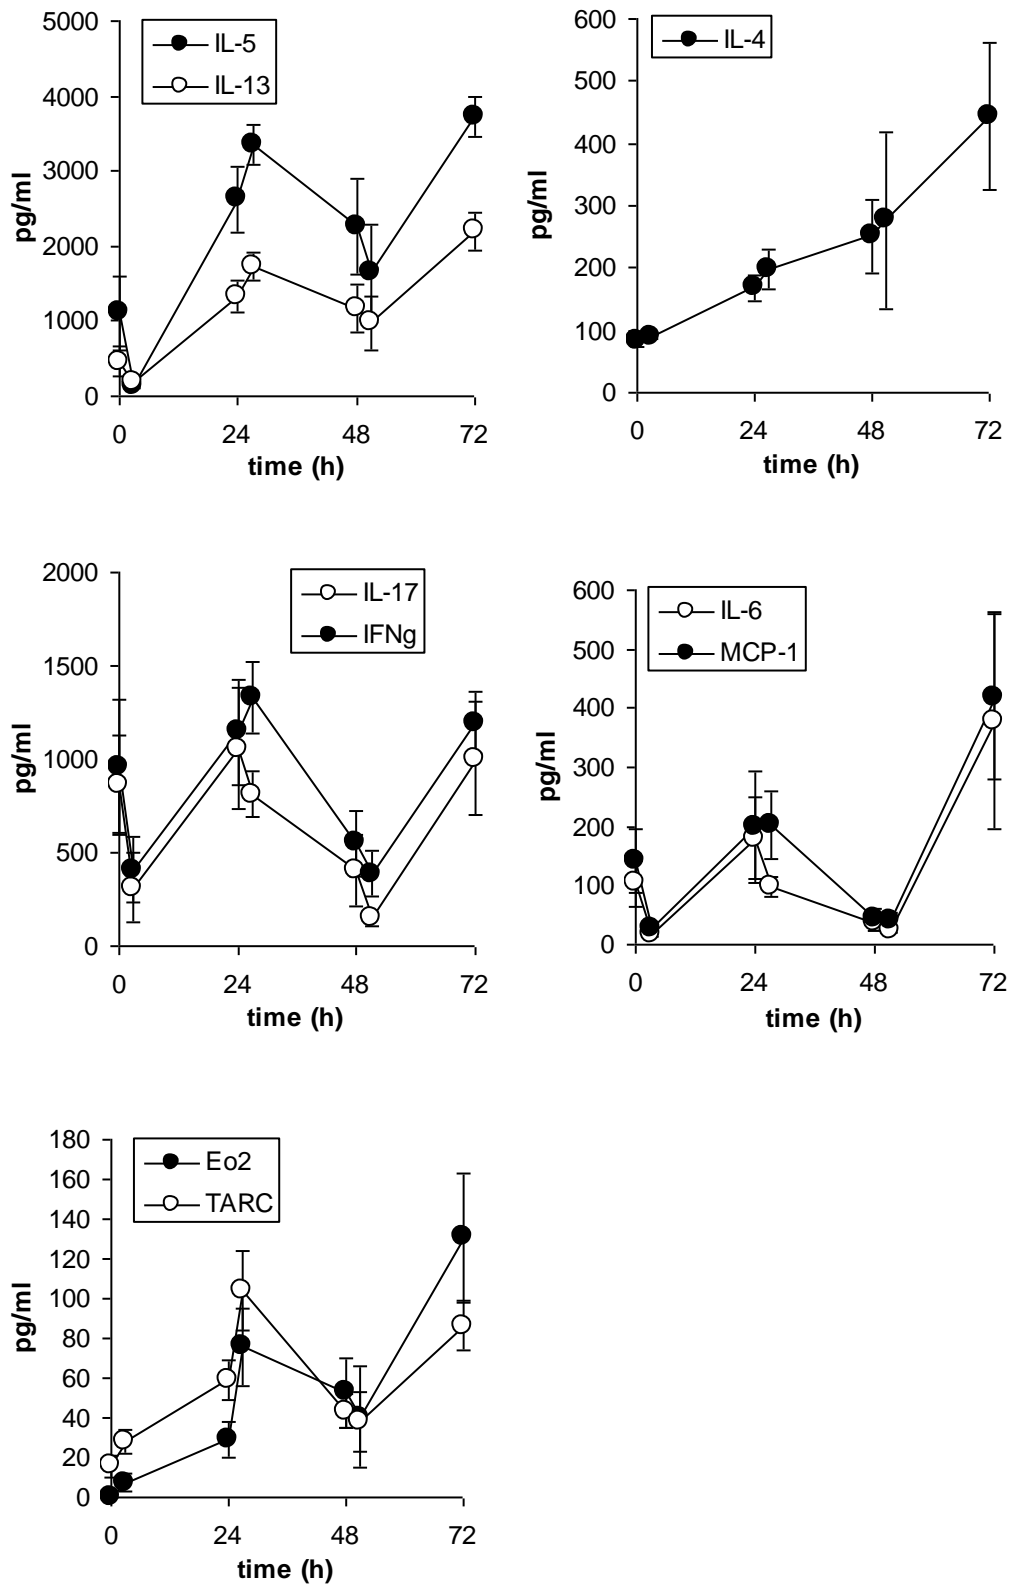 5000
4000
3000
2000
1000
0
pg/ml
IL-5
IL-13
0 24 48 72
time (h)
600
500
400
300
200
100
0
pg/ml
IL-4
0 24 48 72
time (h)
2000
1500
1000
500
0
pg/ml
IL-17
IFNg
0 24 48 72
time (h)
600
500
400
300
200
100
0
pg/ml
IL-6
MCP-1
0 24 48 72
time (h)
180
160
140
120
100
80
60
40
20
0
pg/ml
Eo2
TARC
0 24 48 72
time (h)